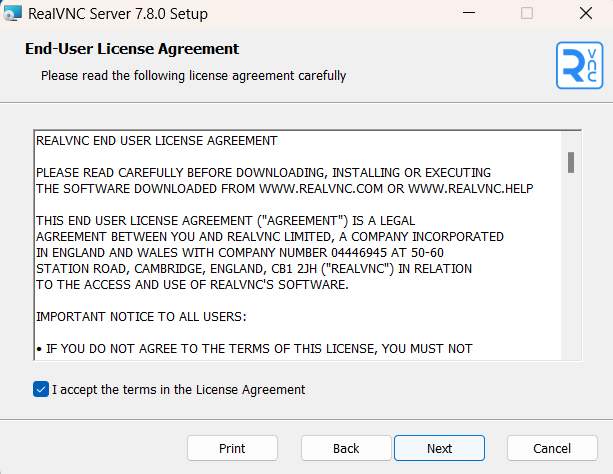 RealVNC Server 7.8.0 Setup
End-User License Agreement
Please read the following license agreement carefully
R VNC
REALVNC END USER LICENSE AGREEMENT
PLEASE READ CAREFULLY BEFORE DOWNLOADING, INSTALLING OR EXECUTING
THE SOFTWARE DOWNLOADED FROM WWW.REALVNC.COM OR WWW.REALVNC.HELP
THIS END USER LICENSE AGREEMENT ("AGREEMENT") IS A LEGAL
AGREEMENT BETWEEN YOU AND REALVNC LIMITED, A COMPANY INCORPORATED
IN ENGLAND AND WALES WITH COMPANY NUMBER 04446945 AT 50-60
STATION ROAD, CAMBRIDGE, ENGLAND, CB1 2JH ("REALVNC") IN RELATION
TO THE ACCESS AND USE OF REALVNC'S SOFTWARE.
IMPORTANT NOTICE TO ALL USERS:
• IF YOU DO NOT AGREE TO THE TERMS OF THIS LICENSE, YOU MUST NOT
I accept the terms in the License Agreement
Print Back Next Cancel